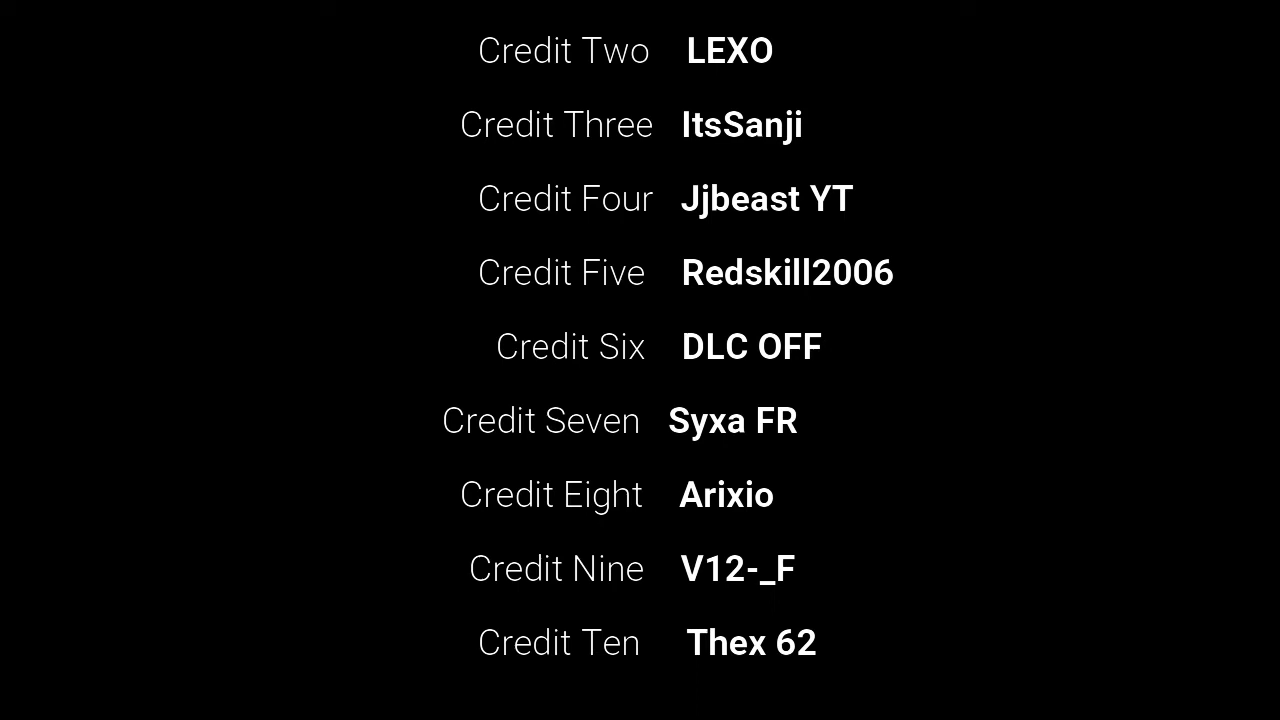 Credit Two LEXO
Credit Three ItsSanji
Credit Four Jjbeast YT
Credit Five Redskill2006
Credit Six DLC OFF
Credit Seven Syxa FR
Credit Eight Arixio
Credit Nine V12-_F
Credit Ten Thex 62